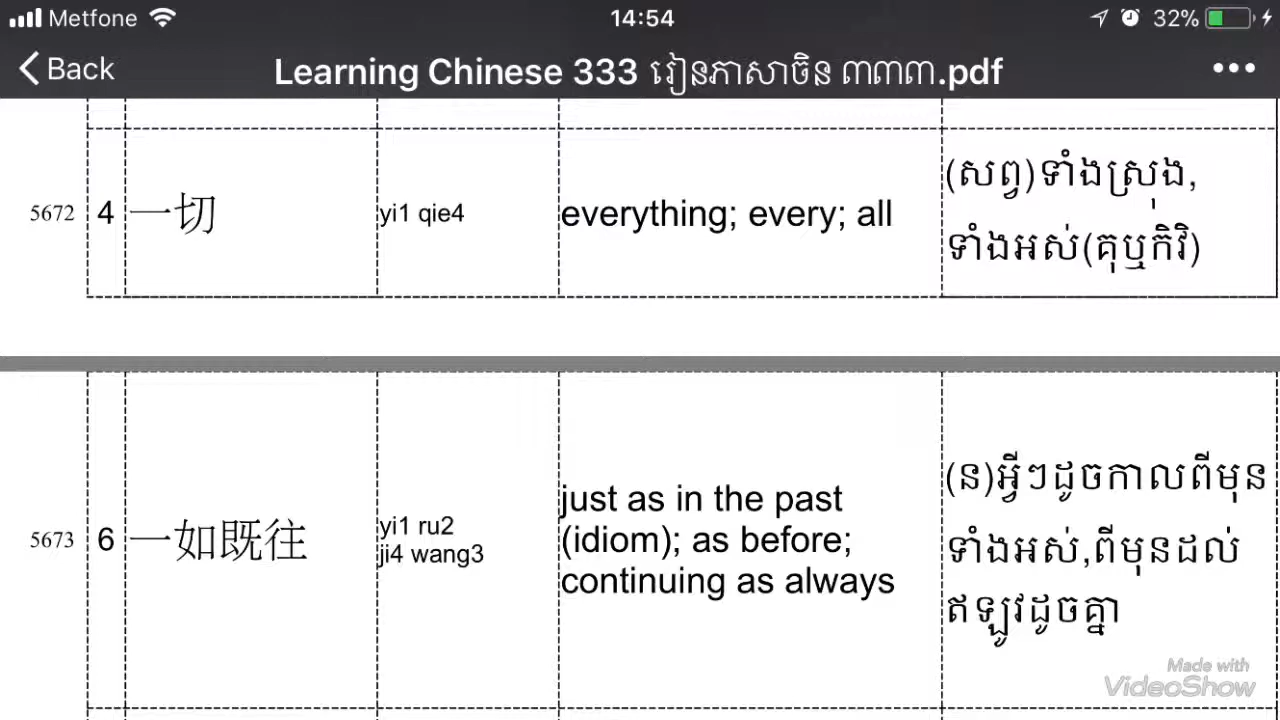 Metfone 14:54 32%
Back Learning Chinese 333 រៀនភាសាចិន ៣៣៣.pdf
5672 4 一切 yi1 qie4 everything; every; all (សព្វ)ទាំងស្រុង,
ទាំងអស់(គុឬកិវិ)
5673 6 一如既往 yi1 ru2
ji4 wang3
just as in the past
(idiom); as before;
continuing as always
(ន)អ្វីៗដូចកាលពីមុន
ទាំងអស់,ពីមុនដល់
ឥឡូវដូចគ្នា
Made with
VideoShow